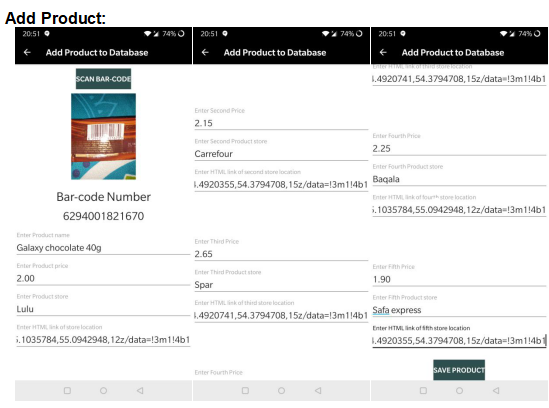 Add Product:
20:51
74%
Add Product to Database
SCAN BAR-CODE
Bar-code Number
6294001821670
Enter Product name
Galaxy chocolate 40g
Enter Product price
2.00
Enter Product store
Lulu
Enter HTML link of store location
5.1035784,55.0942948,12z/data=!3m1!4b1
20:51
74%
Add Product to Database
Enter Second Price
2.15
Enter Second Product store
Carrefour
Enter HTML link of second store location
4.4920355,54.3794708,15z/data=!3m1!4b1
Enter Third Price
2.65
Enter Third Product store
Spar
Enter HTML link of third store location
4.4920741,54.3794708,15z/data=!3m1!4b1
Enter Fourth Price
20:51
74%
Add Product to Database
Enter HTML link of third store location
4.4920741,54.3794708,15z/data=!3m1!4b1
Enter Fourth Price
2.25
Enter Fourth Product store
Baqala
Enter HTML link of fourth store location
5.1035784,55.0942948,12z/data=!3m1!4b1
Enter Fifth Price
1.90
Enter Fifth Product store
Safa express
Enter HTML link of fifth store location
4.4920355,54.3794708,15z/data=!3m1!4b1
SAVE PRODUCT